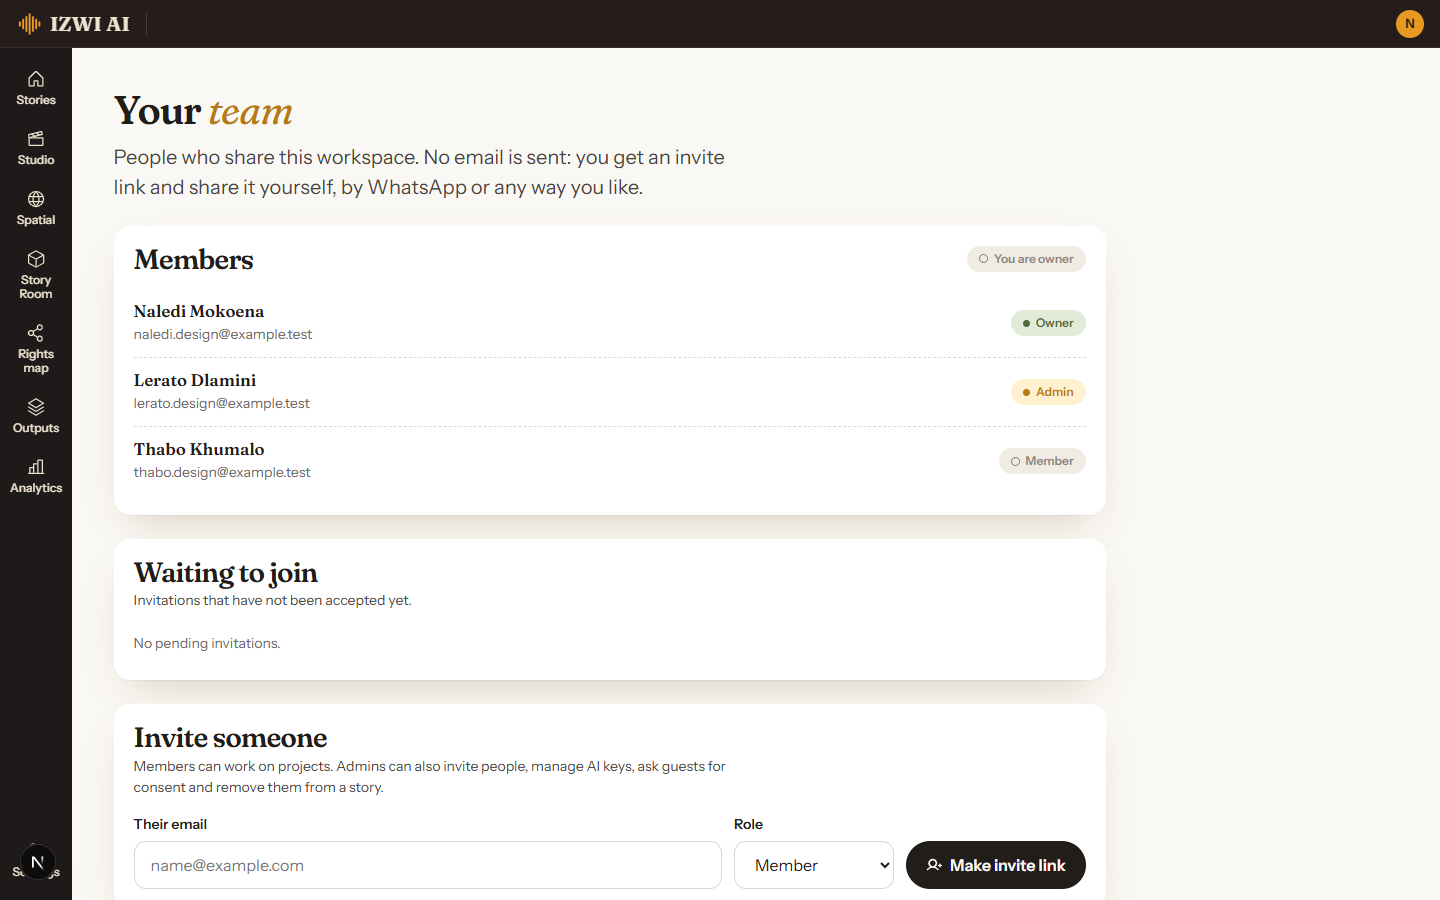 IZWI AI
N
Stories
Studio
Spatial
Story
Room
Rights
map
Outputs
Analytics
N
Your team
People who share this workspace. No email is sent: you get an invite
link and share it yourself, by WhatsApp or any way you like.
Members
You are owner
Naledi Mokoena
naledi.design@example.test
Owner
Lerato Dlamini
lerato.design@example.test
Admin
Thabo Khumalo
thabo.design@example.test
Member
Waiting to join
Invitations that have not been accepted yet.
No pending invitations.
Invite someone
Members can work on projects. Admins can also invite people, manage AI keys, ask guests for
consent and remove them from a story.
Their email
Role
name@example.com
Member
Make invite link